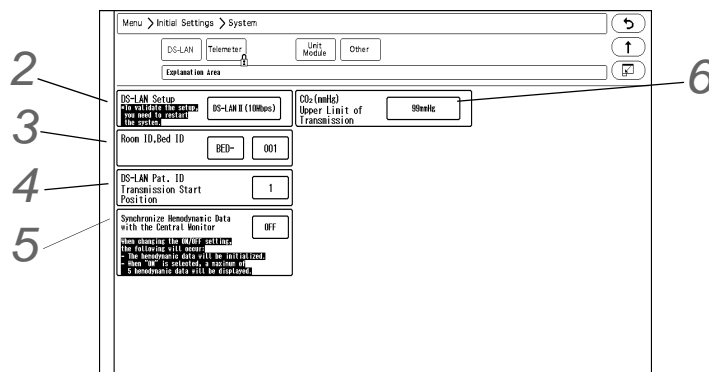 Menu > Initial Settings > System
DS-LAN
Telemeter
Unit
Module
Other
Explanation Area
2
DS-LAN Setup
*To validate the setup,
you need to restart
the system.
DS-LAN Ⅱ (10Mbps)
CO₂(mmHg)
Upper Limit of
Transmission
99mmHg
6
3
Room ID,Bed ID
BED-
001
4
DS-LAN Pat. ID
Transmission Start
Position
1
5
Synchronize Hemodynamic Data
with the Central Monitor
OFF
When changing the ON/OFF setting,
the following will occur:
- The hemodynamic data will be initialized.
- When "ON" is selected, a maximum of
5 hemodynamic data will be displayed.